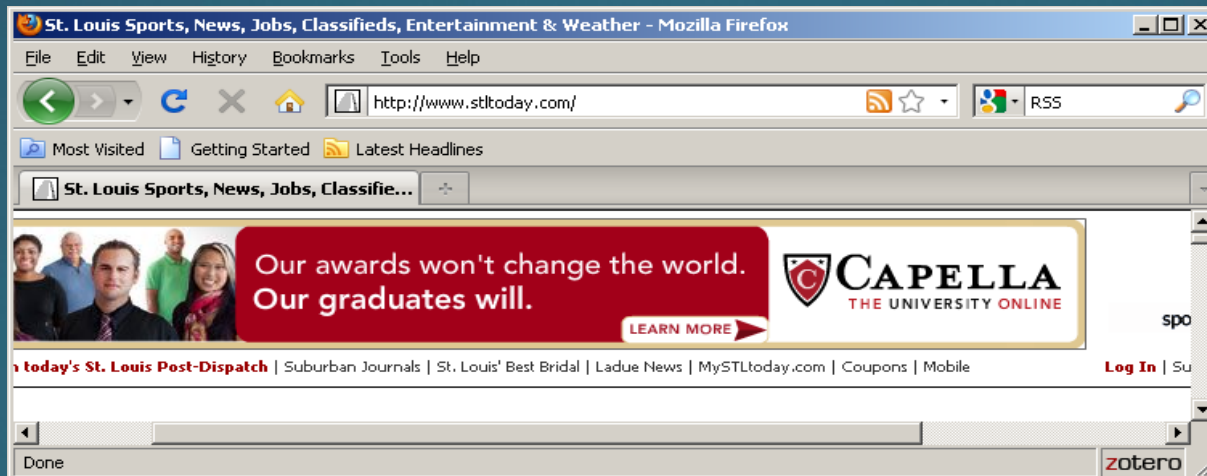 St. Louis Sports, News, Jobs, Classifieds, Entertainment & Weather - Mozilla Firefox
File Edit View History Bookmarks Tools Help
http://www.stltoday.com/ RSS
Most Visited Getting Started Latest Headlines
St. Louis Sports, News, Jobs, Classifie...
Our awards won't change the world.
Our graduates will.
LEARN MORE
CAPELLA
THE UNIVERSITY ONLINE
spo
today's St. Louis Post-Dispatch | Suburban Journals | St. Louis' Best Bridal | Ladue News | MySTLtoday.com | Coupons | Mobile Log In | Su
Done zotero